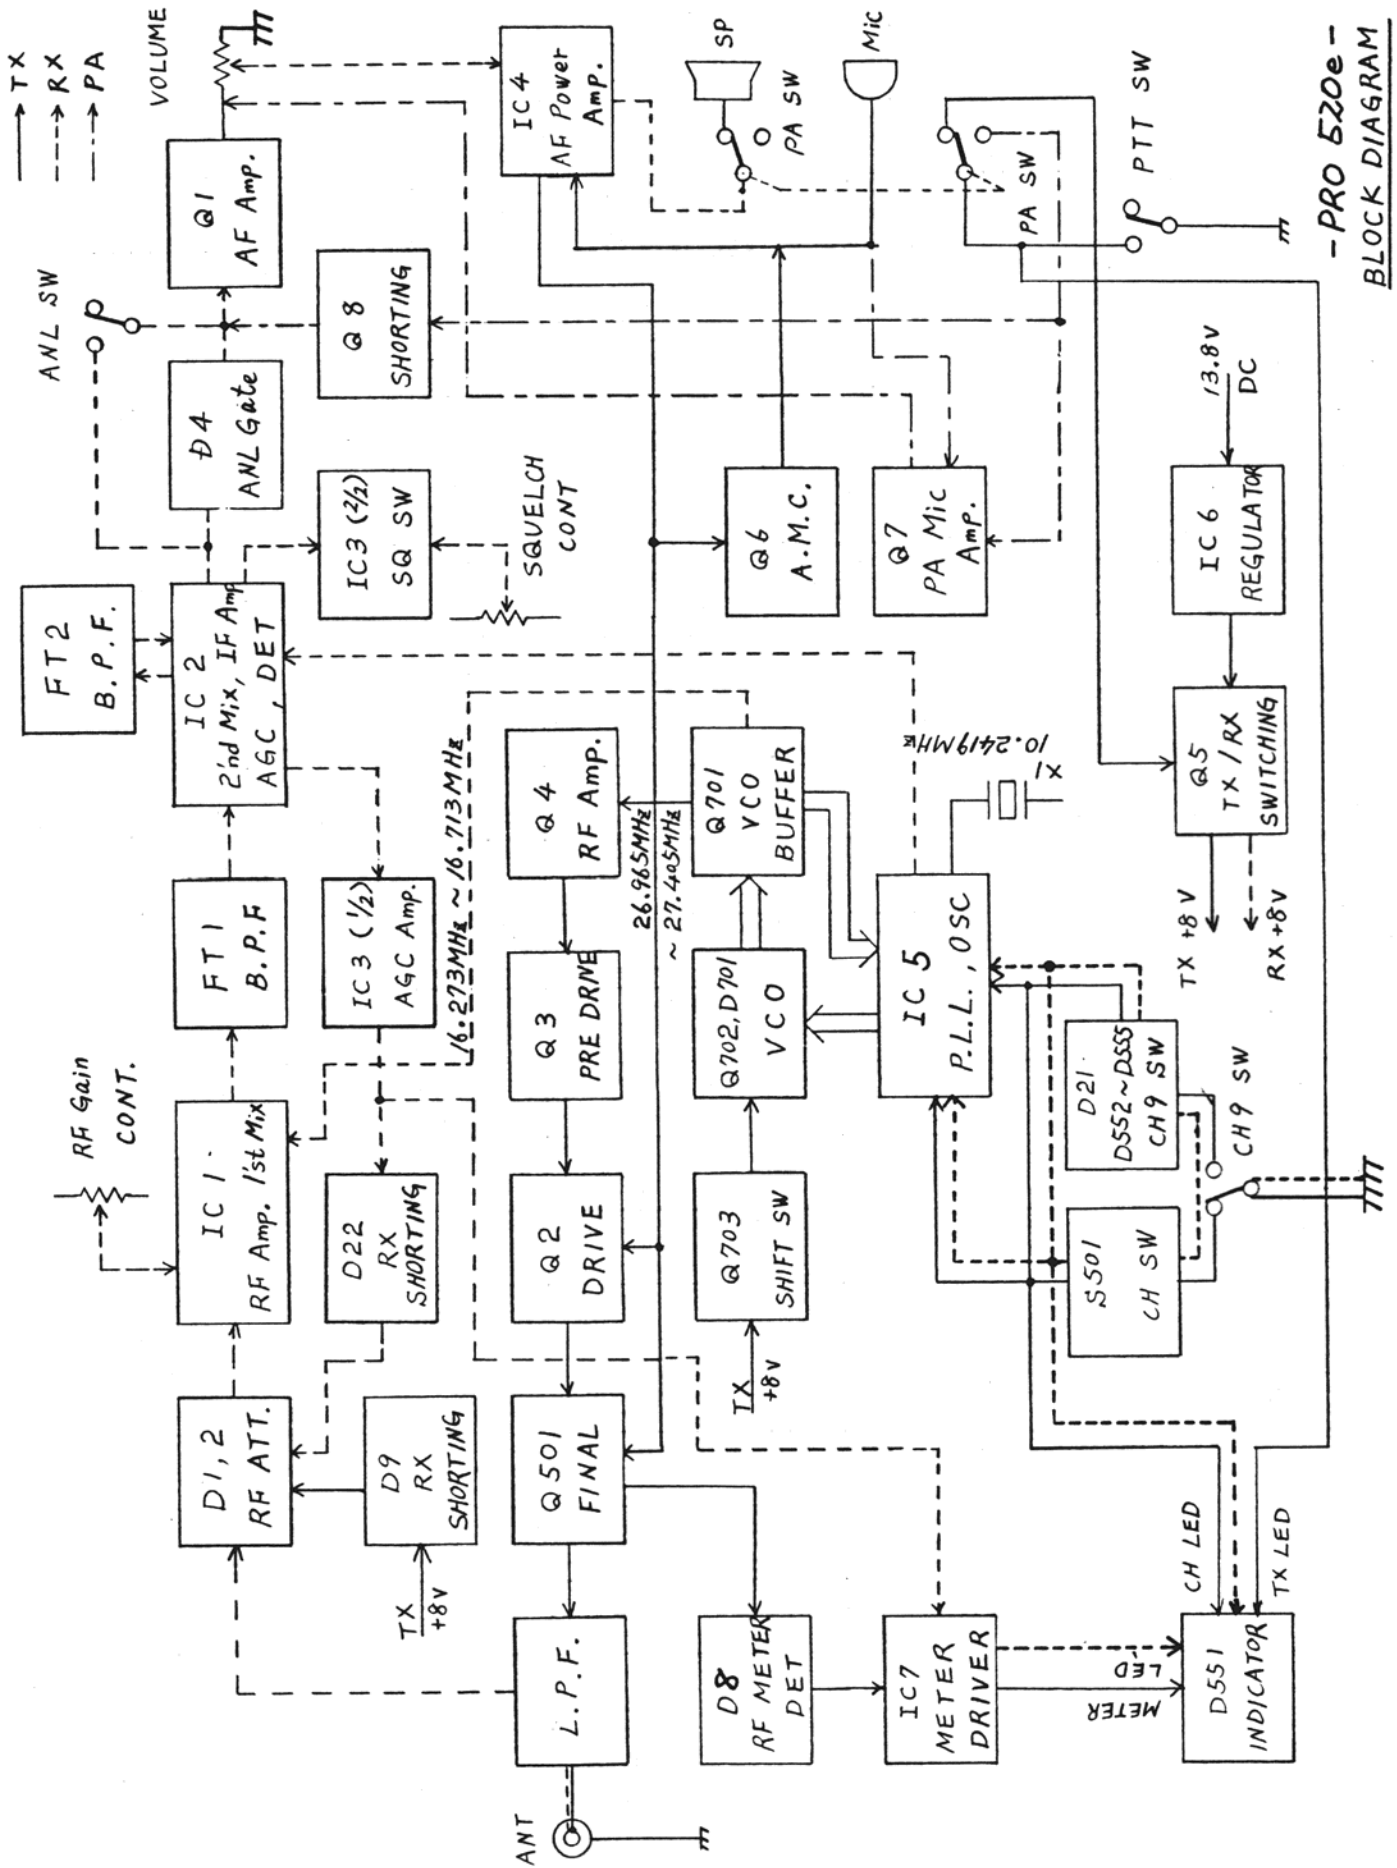 TX
RX
PA
VOLUME
ANL SW
Q1
AF Amp.
IC4
AF Power
Amp.
SP
PA SW
Mic
PA SW
PTT SW
-PRO 520e-
BLOCK DIAGRAM
D4
ANL Gate
Q8
SHORTING
IC3 (2/2)
SQ SW
SQUELCH
CONT
Q6
A.M.C.
Q7
PA Mic
Amp.
13.8V
DC
IC6
REGULATOR
FT2
B.P.F.
IC 2
2'nd Mix, IF Amp
AGC, DET
FT1
B.P.F
IC3 (1/2)
AGC Amp.
16.273MHz ~ 16.713MHz
Q4
RF Amp.
Q3
PRE DRIVE
26.965MHz
~ 27.405MHz
Q701
VCO
BUFFER
Q702, D701
VCO
X1
10.2419MHz
IC 5
P.L.L., OSC
Q5
TX/RX
SWITCHING
TX +8V
RX +8V
RF Gain
CONT.
IC 1
RF Amp. 1'st Mix
D22
RX
SHORTING
Q2
DRIVE
Q703
SHIFT SW
TX
+8V
D21
D552~D555
CH9 SW
S501
CH SW
CH9 SW
D1, 2
RF ATT.
D9
RX
SHORTING
TX
+8V
Q501
FINAL
L.P.F.
ANT
D8
RF METER
DET
IC7
METER
DRIVER
METER
LED
CH LED
TX LED
D551
INDICATOR